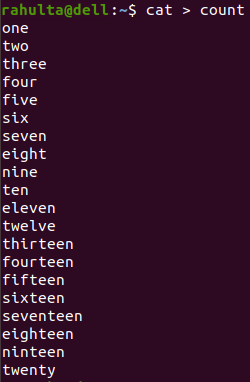 rahulta@dell:~$ cat > count
one
two
three
four
five
six
seven
eight
nine
ten
eleven
twelve
thirteen
fourteen
fifteen
sixteen
seventeen
eighteen
ninteen
twenty